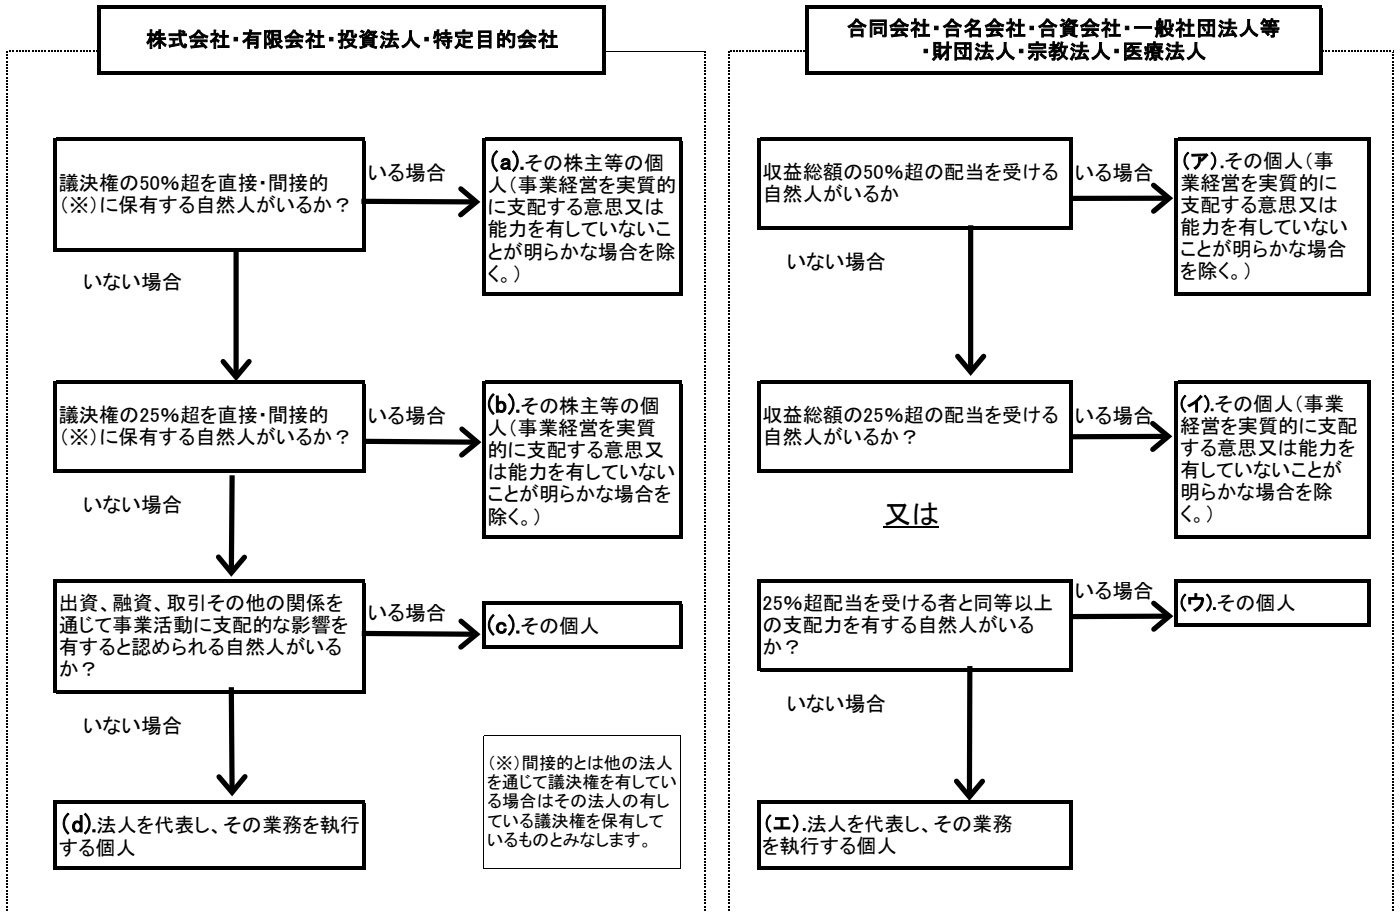 株式会社・有限会社・投資法人・特定目的会社
議決権の50%超を直接・間接的
（※）に保有する自然人がいるか？
いる場合
(a).その株主等の個
人（事業経営を実質的
に支配する意思又は
能力を有していないこ
とが明らかな場合を除
く。）
いない場合
議決権の25%超を直接・間接的
（※）に保有する自然人がいるか？
いる場合
(b).その株主等の個
人（事業経営を実質
的に支配する意思又
は能力を有していない
ことが明らかな場合を
除く。）
いない場合
出資、融資、取引その他の関係を
通じて事業活動に支配的な影響を
有すると認められる自然人がいる
か？
いる場合
(c).その個人
いない場合
(d).法人を代表し、その業務を執行
する個人
（※）間接的とは他の法人
を通じて議決権を有してい
る場合はその法人の有し
ている議決権を保有して
いるものとみなします。
合同会社・合名会社・合資会社・一般社団法人等
・財団法人・宗教法人・医療法人
収益総額の50%超の配当を受ける
自然人がいるか
いる場合
(ア).その個人（事
業経営を実質的に
支配する意思又は
能力を有していない
ことが明らかな場合
を除く。）
いない場合
収益総額の25%超の配当を受ける
自然人がいるか？
いる場合
(イ).その個人（事業
経営を実質的に支配
する意思又は能力を
有していないことが
明らかな場合を除
く。）
又は
25%超配当を受ける者と同等以上
の支配力を有する自然人がいる
か？
いる場合
(ウ).その個人
いない場合
(エ).法人を代表し、その業務
を執行する個人